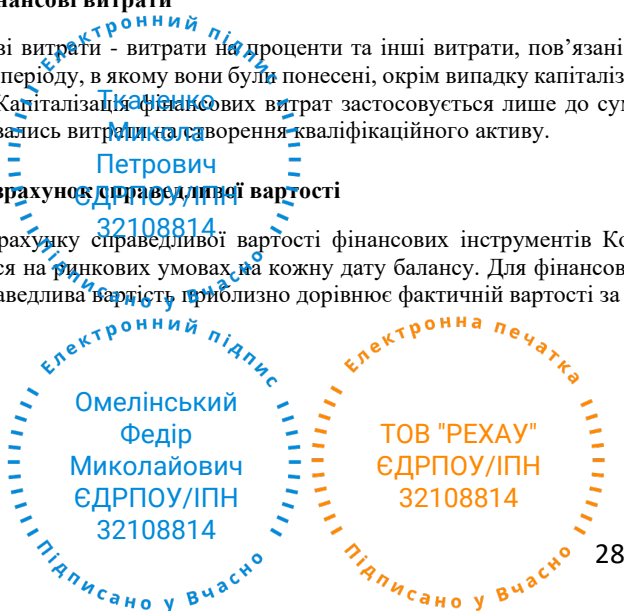 нансові витрати
ві витрати - витрати на проценти та інші витрати, пов’язані
періоду, в якому вони були понесені, окрім випадку капіталіз
Капіталізація фінансових витрат застосовується лише до сум
вались витрати на створення кваліфікаційного активу.
зрахунок справедливої вартості
рахунку справедливої вартості фінансових інструментів Ко
ся на ринкових умовах на кожну дату балансу. Для фінансов
аведлива вартість приблизно дорівнює фактичній вартості за
Електронний підпис
Ткаченко
Микола
Петрович
ЄДРПОУ/ІПН
32108814
Підписано у Вчасно
Електронний підпис
Омелінський
Федір
Миколайович
ЄДРПОУ/ІПН
32108814
Підписано у Вчасно
Електронна печатка
ТОВ "РЕХАУ"
ЄДРПОУ/ІПН
32108814
Підписано у Вчасно
28